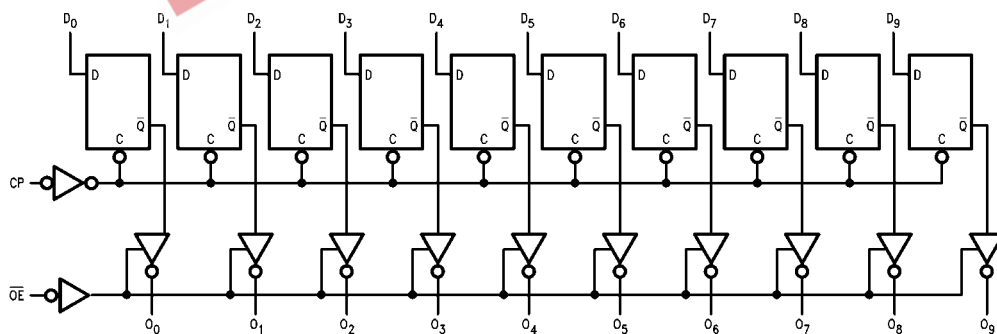 D0 D1 D2 D3 D4 D5 D6 D7 D8 D9
D D D D D D D D D D
Q̅ Q̅ Q̅ Q̅ Q̅ Q̅ Q̅ Q̅ Q̅ Q̅
C C C C C C C C C C
CP
O̅E̅
O0 O1 O2 O3 O4 O5 O6 O7 O8 O9